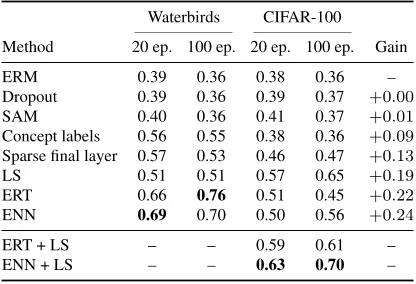 Waterbirds CIFAR-100
Method 20 ep. 100 ep. 20 ep. 100 ep. Gain
ERM 0.39 0.36 0.38 0.36 –
Dropout 0.39 0.36 0.39 0.37 +0.00
SAM 0.40 0.36 0.41 0.37 +0.01
Concept labels 0.56 0.55 0.38 0.36 +0.09
Sparse final layer 0.57 0.53 0.46 0.47 +0.13
LS 0.51 0.51 0.57 0.65 +0.19
ERT 0.66 0.76 0.51 0.45 +0.22
ENN 0.69 0.70 0.50 0.56 +0.24
ERT + LS – – 0.59 0.61 –
ENN + LS – – 0.63 0.70 –